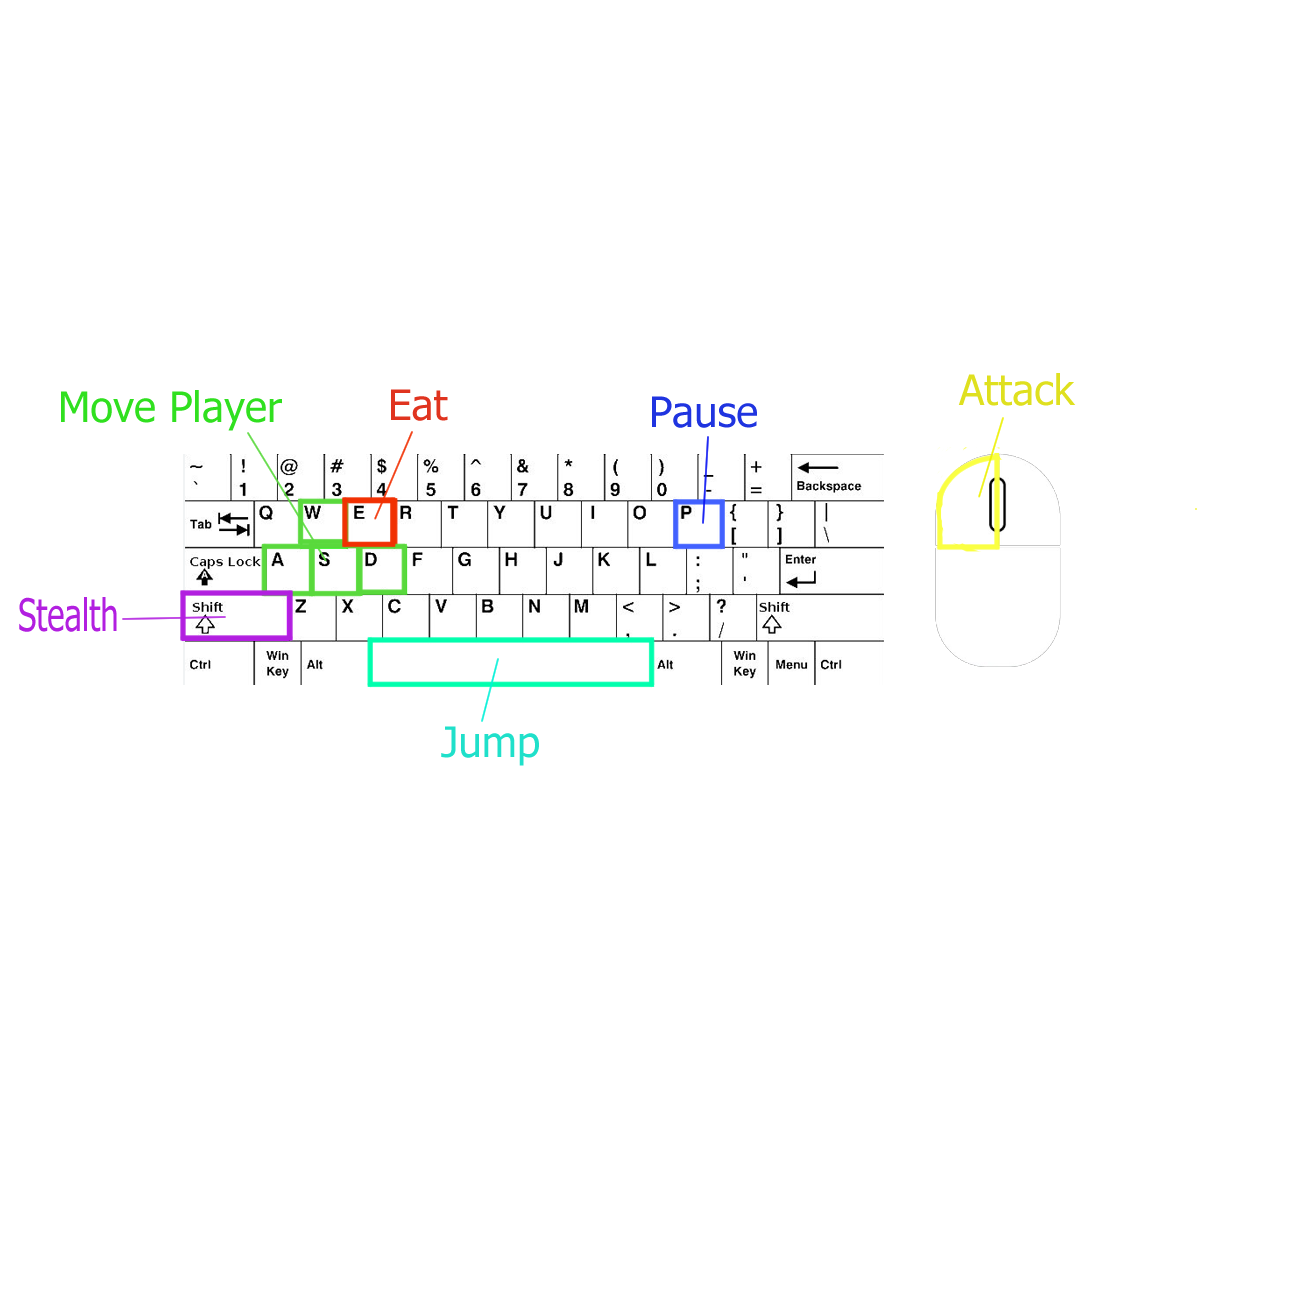 Move Player
Eat
Pause
Attack
~ ! @ # $ % ^ & * ( ) _ +
` 1 2 3 4 5 6 7 8 9 0 - = Backspace
Tab Q W E R T Y U I O P { } |
[ ] \
Caps Lock A S D F G H J K L : " Enter
; '
Stealth
Shift Z X C V B N M < > ? Shift
, . /
Ctrl Win Key Alt Alt Win Key Menu Ctrl
Jump